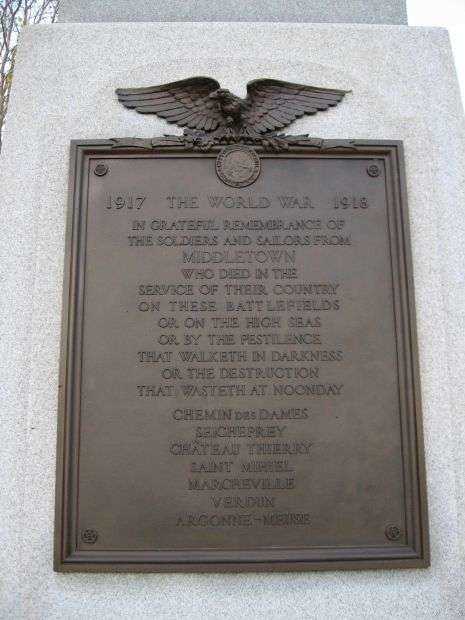 1917 THE WORLD WAR 1918
IN GRATEFUL REMEMBRANCE OF
THE SOLDIERS AND SAILORS FROM
MIDDLETOWN
WHO DIED IN THE
SERVICE OF THEIR COUNTRY
ON THESE BATTLEFIELDS
OR ON THE HIGH SEAS
OR BY THE PESTILENCE
THAT WALKETH IN DARKNESS
OR THE DESTRUCTION
THAT WASTETH AT NOONDAY
CHEMIN DES DAMES
SEICHEPREY
CHÂTEAU THIERRY
SAINT MIHIEL
MARCHEVILLE
VERDUN
ARGONNE-MEUSE